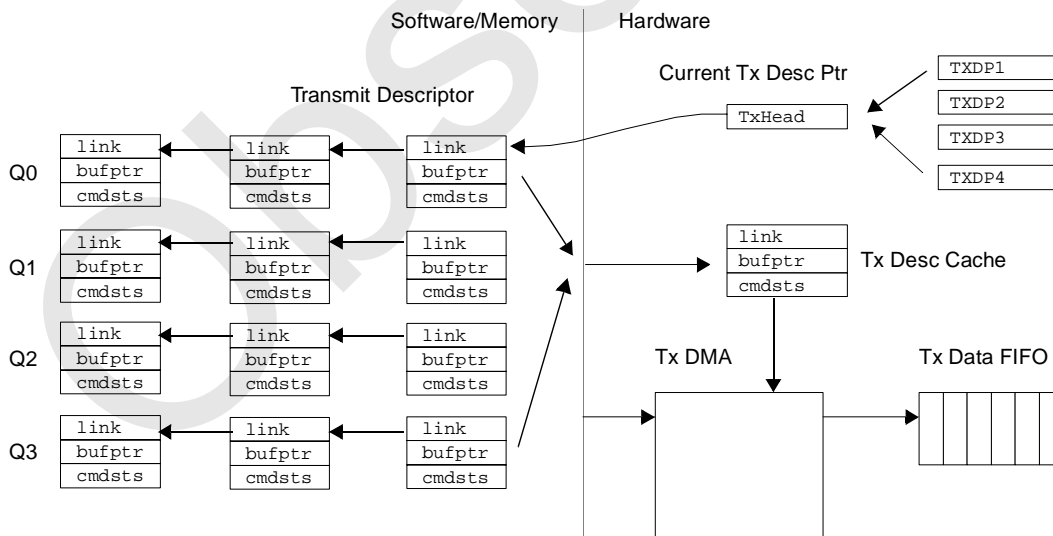 Software/Memory
Hardware
Transmit Descriptor
Current Tx Desc Ptr
TxHead
TXDP1
TXDP2
TXDP3
TXDP4
Q0
link
bufptr
cmdsts
link
bufptr
cmdsts
link
bufptr
cmdsts
Q1
link
bufptr
cmdsts
link
bufptr
cmdsts
link
bufptr
cmdsts
link
bufptr
cmdsts
Tx Desc Cache
Q2
link
bufptr
cmdsts
link
bufptr
cmdsts
link
bufptr
cmdsts
Tx DMA
Tx Data FIFO
Q3
link
bufptr
cmdsts
link
bufptr
cmdsts
link
bufptr
cmdsts